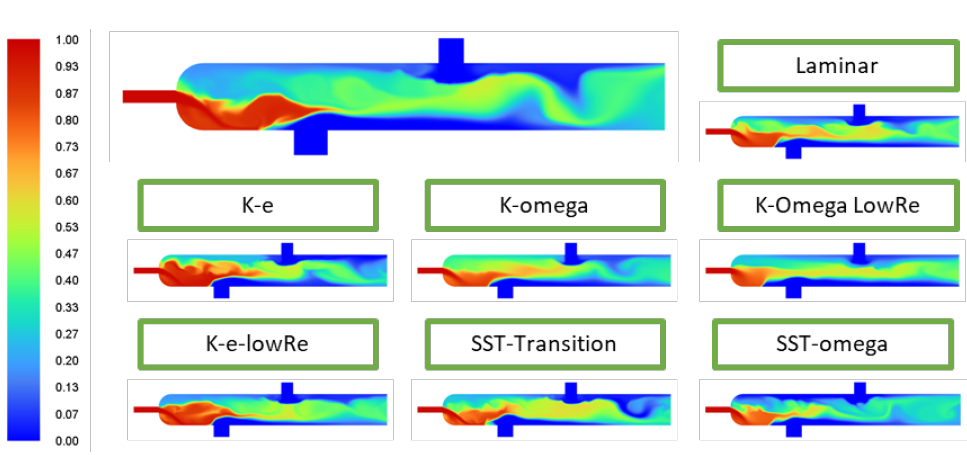 1.00
0.93
0.87
0.80
0.73
0.67
0.60
0.53
0.47
0.40
0.33
0.27
0.20
0.13
0.07
0.00
Laminar
K-e
K-omega
K-Omega LowRe
K-e-lowRe
SST-Transition
SST-omega